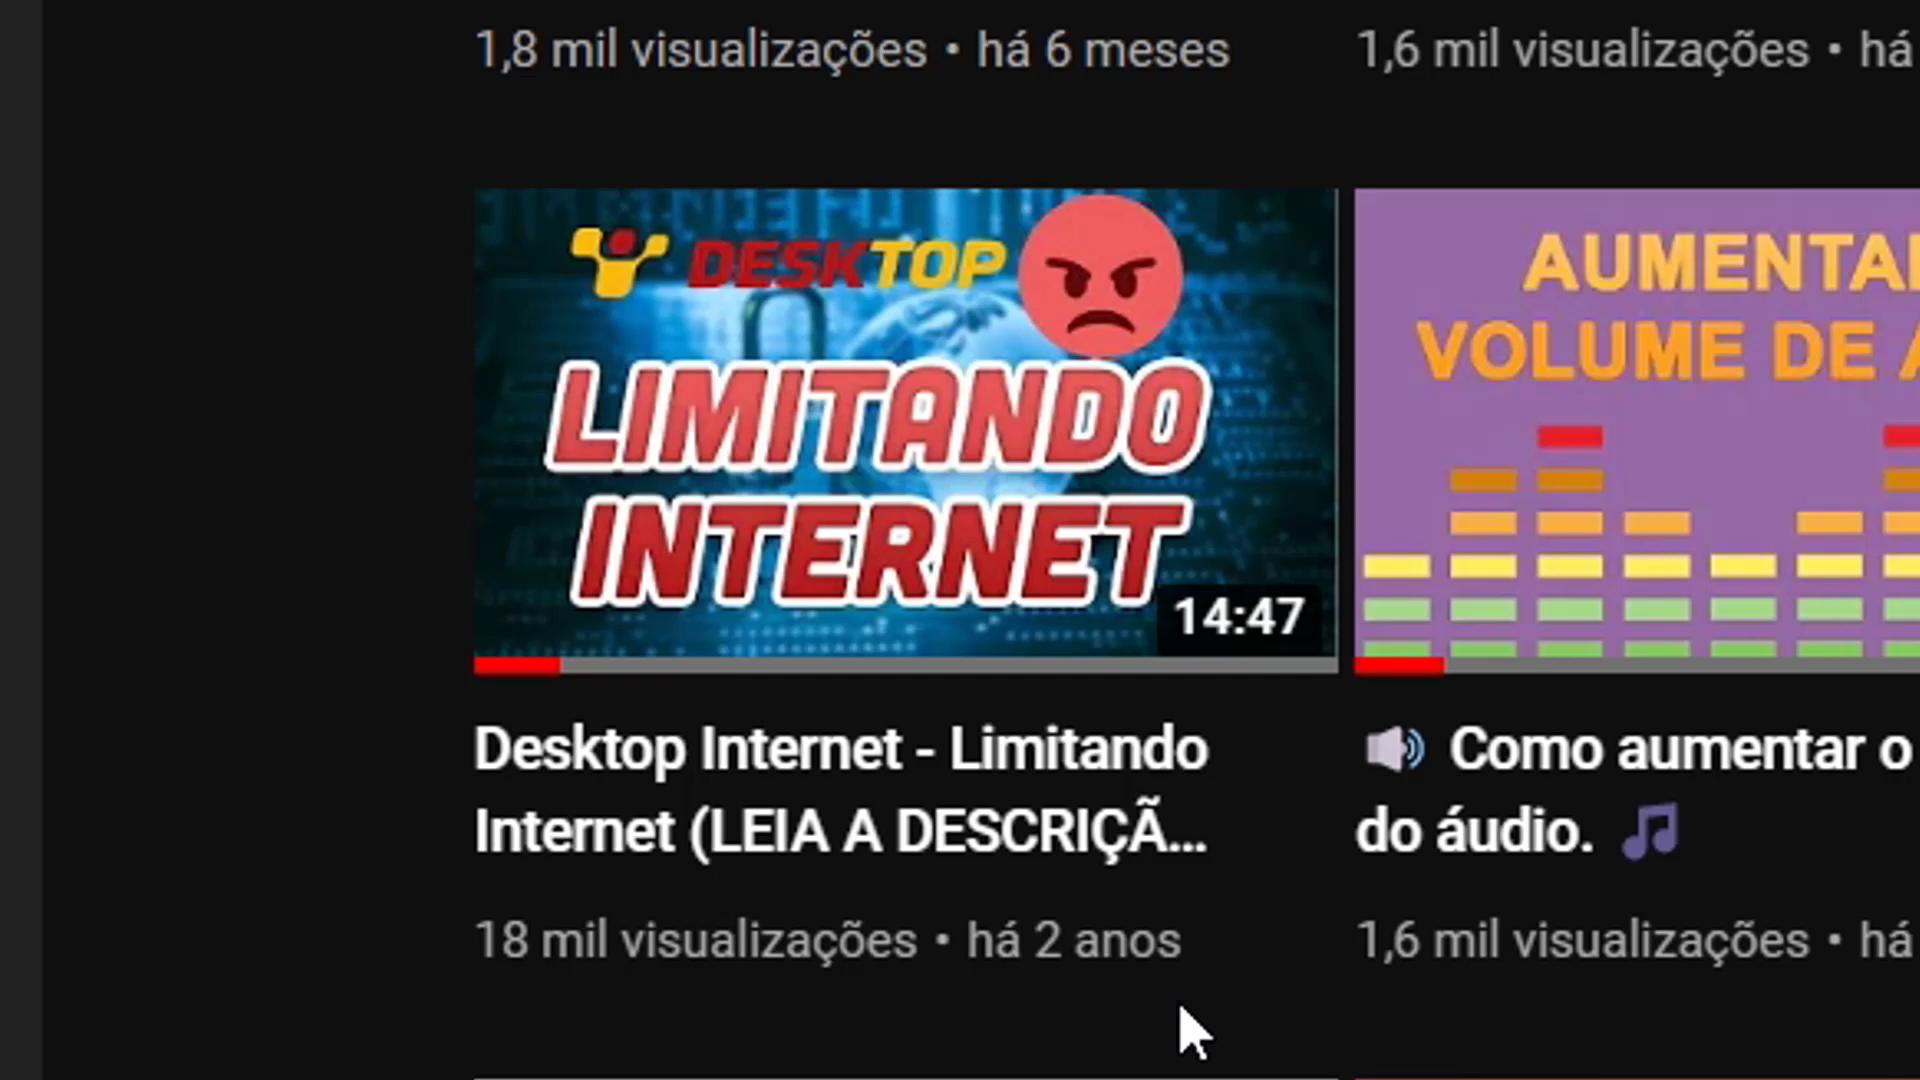 1,8 mil visualizações • há 6 meses
1,6 mil visualizações • há
DESKTOP
LIMITANDO
INTERNET
14:47
AUMENTAR
VOLUME DE
Desktop Internet - Limitando
Internet (LEIA A DESCRIÇÃ...
18 mil visualizações • há 2 anos
🔊 Como aumentar o
do áudio. 🎵
1,6 mil visualizações • há